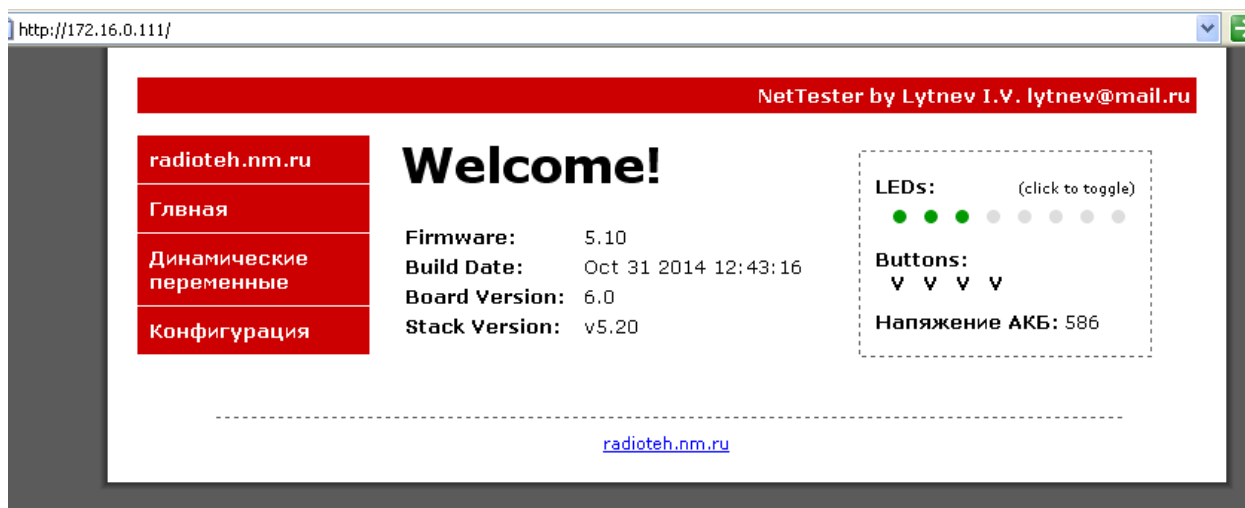 http://172.16.0.111/
NetTester by Lytnev I.V. lytnev@mail.ru
radioteh.nm.ru
Глвная
Динамические
переменные
Конфигурация
Welcome!
Firmware: 5.10
Build Date: Oct 31 2014 12:43:16
Board Version: 6.0
Stack Version: v5.20
LEDs: (click to toggle)
Buttons:
V V V V
Напяжение АКБ: 586
radioteh.nm.ru